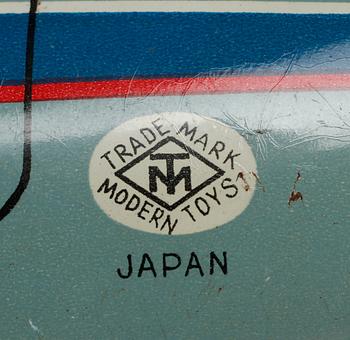 TRADE MARK
TM
MODERN TOYS
JAPAN